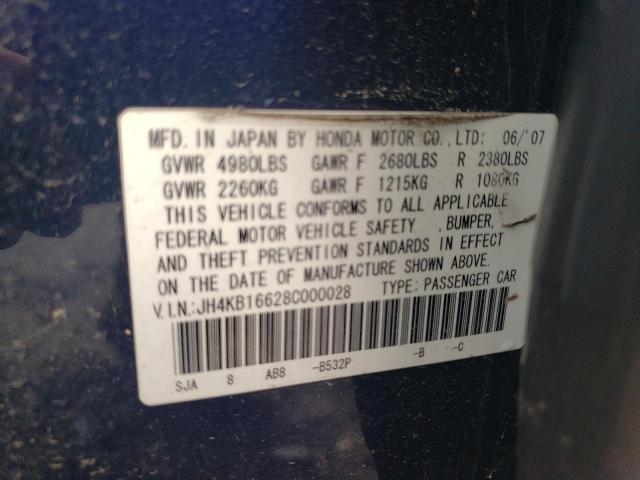 MFD. IN JAPAN BY HONDA MOTOR CO., LTD: 06/'07
GVWR 4980LBS GAWR F 2680LBS R 2380LBS
GVWR 2260KG GAWR F 1215KG R 1080KG
THIS VEHICLE CONFORMS TO ALL APPLICABLE
FEDERAL MOTOR VEHICLE SAFETY , BUMPER,
AND THEFT PREVENTION STANDARDS IN EFFECT
ON THE DATE OF MANUFACTURE SHOWN ABOVE.
V.I.N.:JH4KB16628C000028 TYPE: PASSENGER CAR
SJA 8 AB8 -B532P -B -C